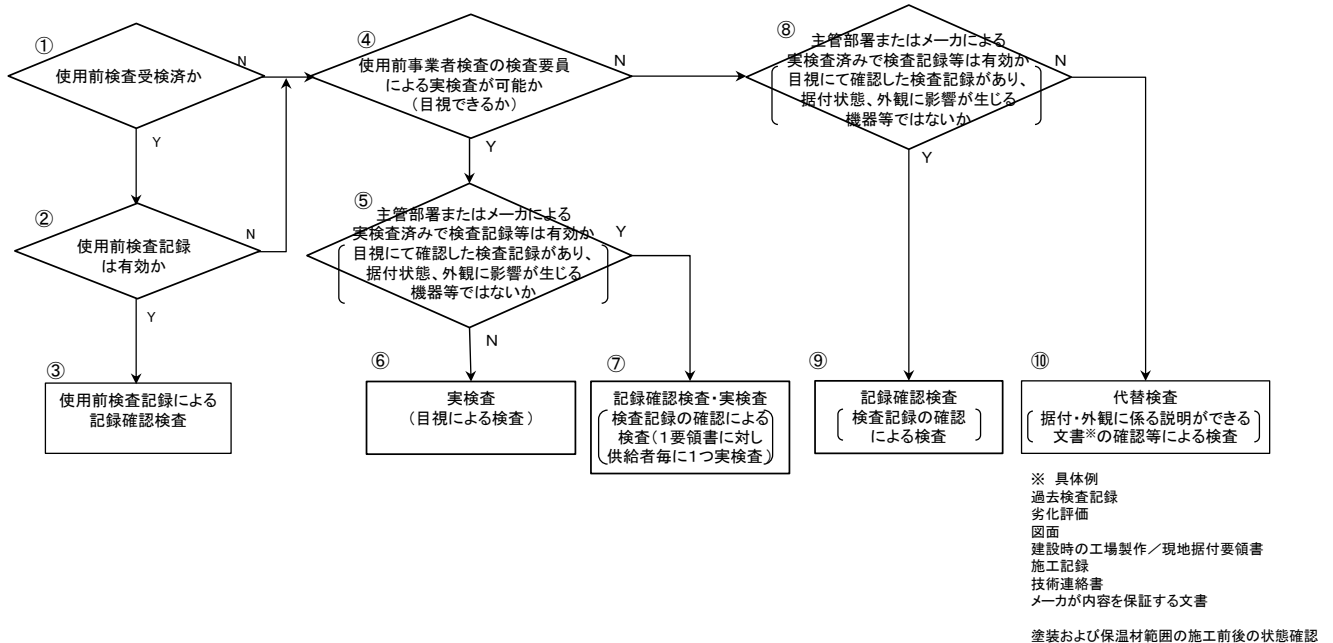 ①
使用前検査受検済か
N
Y
②
使用前検査記録
は有効か
N
Y
③
使用前検査記録による
記録確認検査
④
使用前事業者検査の検査要員
による実検査が可能か
(目視できるか)
N
Y
⑤
主管部署またはメーカによる
実検査済みで検査記録等は有効か
目視にて確認した検査記録があり、
据付状態、外観に影響が生じる
機器等ではないか
Y
N
⑥
実検査
(目視による検査)
⑦
記録確認検査・実検査
検査記録の確認による
検査(1要領書に対し
供給者毎に1つ実検査)
⑧
主管部署またはメーカによる
実検査済みで検査記録等は有効か
目視にて確認した検査記録があり、
据付状態、外観に影響が生じる
機器等ではないか
N
Y
⑨
記録確認検査
検査記録の確認
による検査
⑩
代替検査
据付・外観に係る説明ができる
文書※の確認等による検査
※ 具体例
過去検査記録
劣化評価
図面
建設時の工場製作/現地据付要領書
施工記録
技術連絡書
メーカが内容を保証する文書
塗装および保温材範囲の施工前後の状態確認